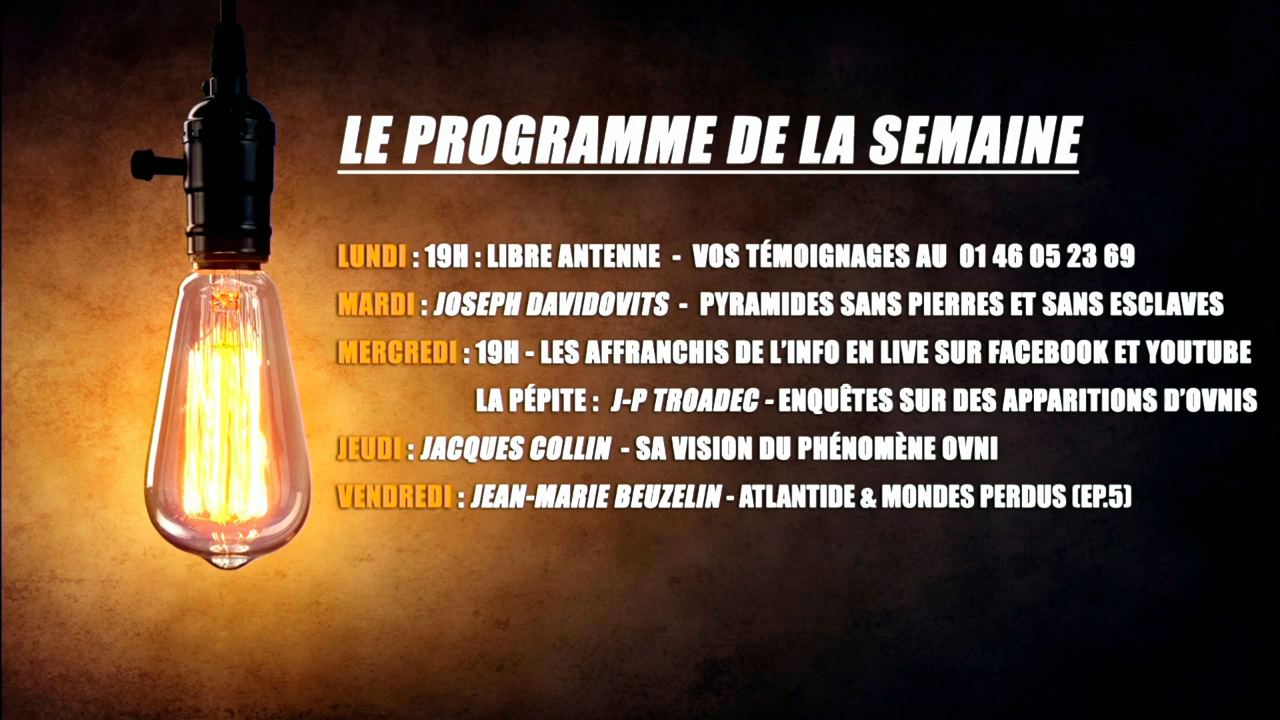 LE PROGRAMME DE LA SEMAINE
LUNDI : 19H : LIBRE ANTENNE - VOS TÉMOIGNAGES AU 01 46 05 23 69
MARDI : JOSEPH DAVIDOVITS - PYRAMIDES SANS PIERRES ET SANS ESCLAVES
MERCREDI : 19H - LES AFFRANCHIS DE L'INFO EN LIVE SUR FACEBOOK ET YOUTUBE
LA PÉPITE : J-P TROADEC - ENQUÊTES SUR DES APPARITIONS D'OVNIS
JEUDI : JACQUES COLLIN - SA VISION DU PHÉNOMÈNE OVNI
VENDREDI : JEAN-MARIE BEUZELIN - ATLANTIDE & MONDES PERDUS (EP.5)